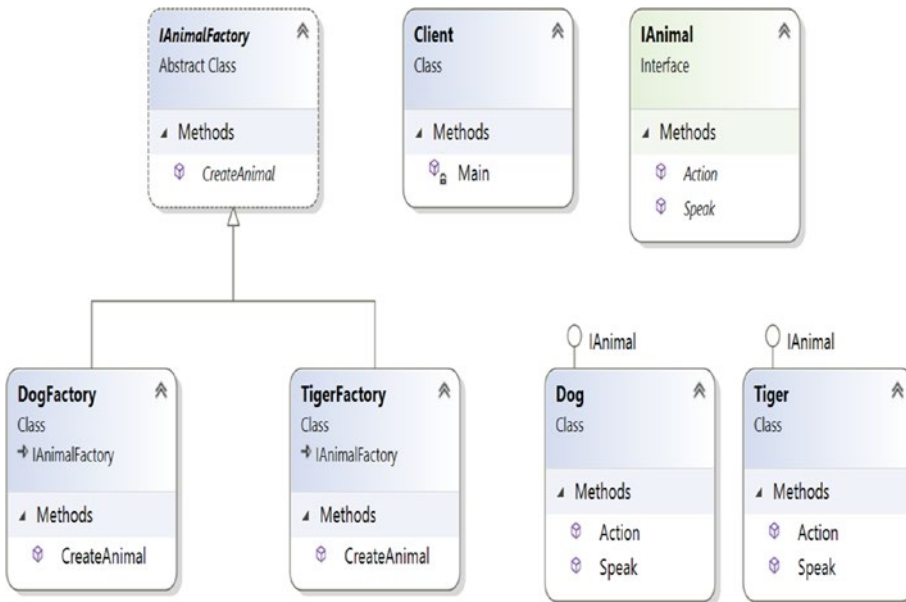 IAnimalFactory
Abstract Class
Methods
CreateAnimal
Client
Class
Methods
Main
IAnimal
Interface
Methods
Action
Speak
DogFactory
Class
IAnimalFactory
Methods
CreateAnimal
TigerFactory
Class
IAnimalFactory
Methods
CreateAnimal
IAnimal
Dog
Class
Methods
Action
Speak
IAnimal
Tiger
Class
Methods
Action
Speak